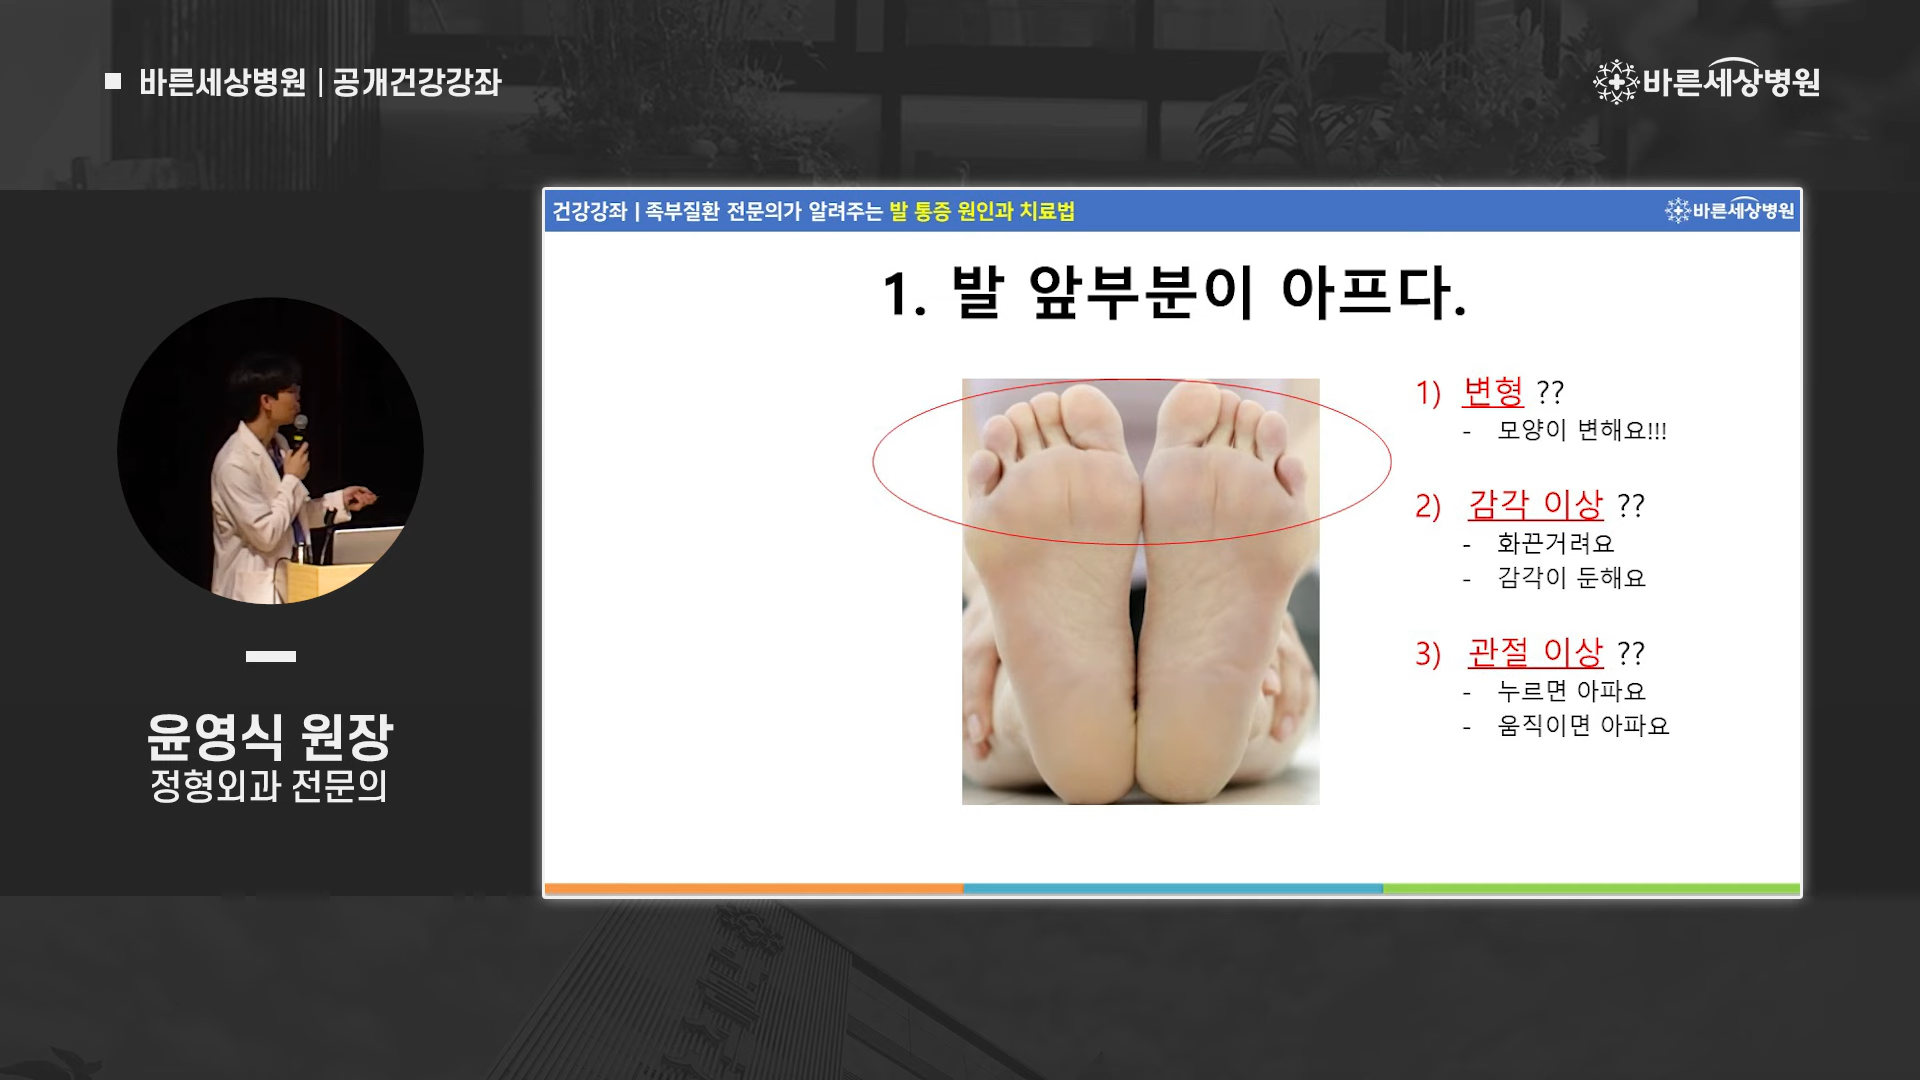 바른세상병원 | 공개건강강좌
바른세상병원
건강강좌 | 족부질환 전문의가 알려주는 발 통증 원인과 치료법
바른세상병원
1. 발 앞부분이 아프다.
1) 변형 ??
- 모양이 변해요!!!
2) 감각 이상 ??
- 화끈거려요
- 감각이 둔해요
3) 관절 이상 ??
- 누르면 아파요
- 움직이면 아파요
윤영식 원장
정형외과 전문의